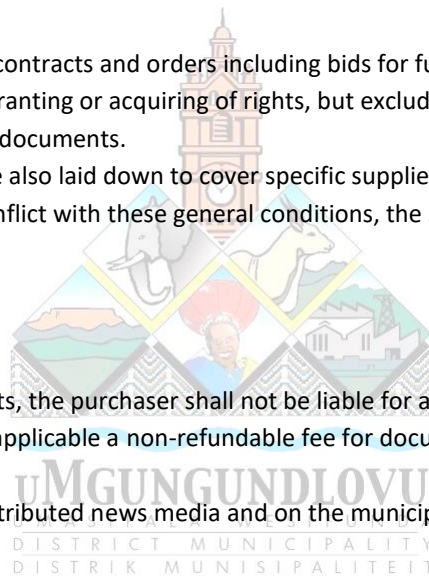 contracts and orders including bids for fu
ranting or acquiring of rights, but exclud
documents.
e also laid down to cover specific supplie
nflict with these general conditions, the
ts, the purchaser shall not be liable for a
applicable a non-refundable fee for docu
UMGUNGUNDLOVU
tributed news media and on the municip
DISTRICT MUNICIPALITY
DISTRIK MUNISIPALITEIT